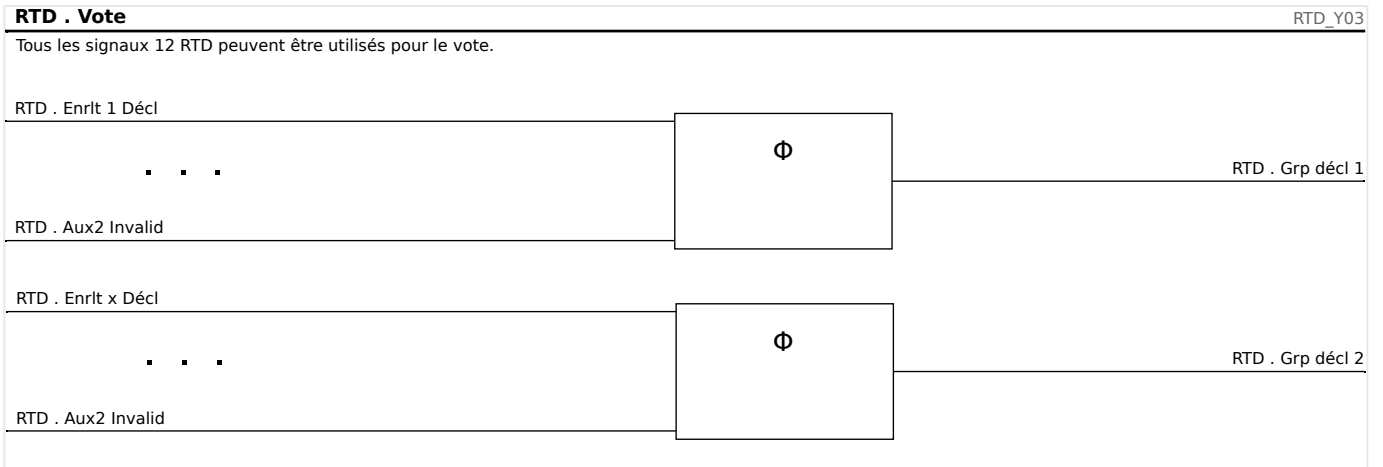 RTD . Vote
RTD_Y03
Tous les signaux 12 RTD peuvent être utilisés pour le vote.
RTD . Enrlt 1 Décl
Φ
. . .
RTD . Grp décl 1
RTD . Aux2 Invalid
RTD . Enrlt x Décl
Φ
. . .
RTD . Grp décl 2
RTD . Aux2 Invalid